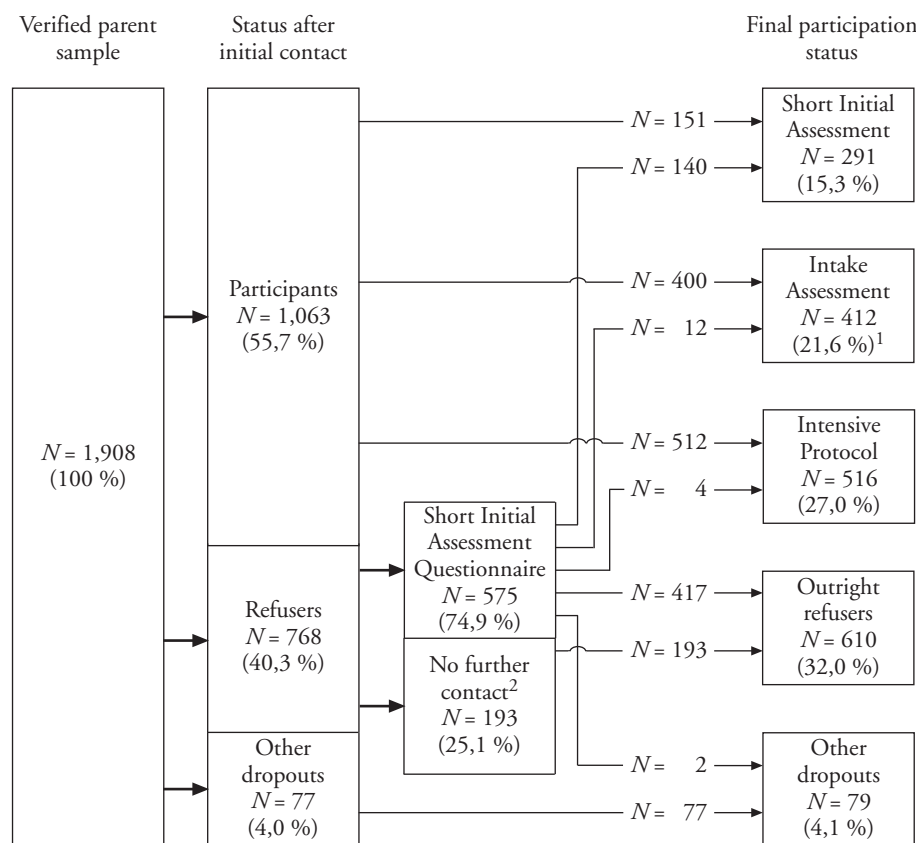 Verified parent
sample
Status after
initial contact
Final participation
status
N = 1,908
(100 %)
Participants
N = 1,063
(55,7 %)
Refusers
N = 768
(40,3 %)
Other
dropouts
N = 77
(4,0 %)
Short Initial
Assessment
Questionnaire
N = 575
(74,9 %)
No further
contact2
N = 193
(25,1 %)
N = 151
N = 140
N = 400
N = 12
N = 512
N = 4
N = 417
N = 193
N = 2
N = 77
Short Initial
Assessment
N = 291
(15,3 %)
Intake
Assessment
N = 412
(21,6 %)1
Intensive
Protocol
N = 516
(27,0 %)
Outright
refusers
N = 610
(32,0 %)
Other
dropouts
N = 79
(4,1 %)